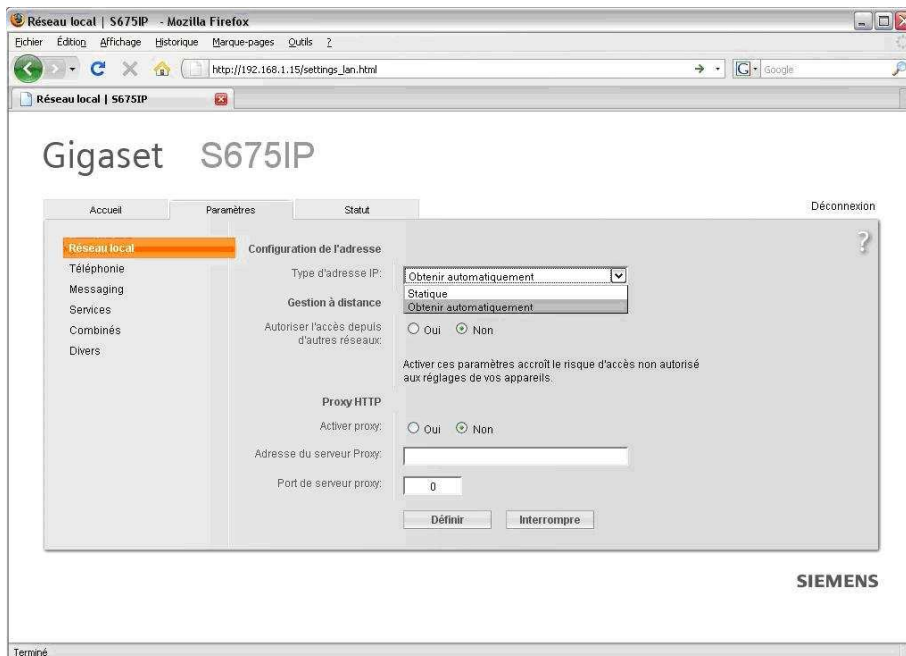 Réseau local | S675IP - Mozilla Firefox
Fichier Édition Affichage Historique Marque-pages Outils ?
http://192.168.1.15/settings_lan.html
Google
Réseau local | S675IP
Gigaset S675IP
Accueil Paramètres Statut Déconnexion
Réseau local
Téléphonie
Messaging
Services
Combinés
Divers
?
Configuration de l'adresse
Type d'adresse IP: Obtenir automatiquement
Statique
Obtenir automatiquement
Gestion à distance
Autoriser l'accès depuis
d'autres réseaux: Oui Non
Activer ces paramètres accroît le risque d'accès non autorisé
aux réglages de vos appareils.
Proxy HTTP
Activer proxy: Oui Non
Adresse du serveur Proxy:
Port de serveur proxy: 0
Définir Interrompre
SIEMENS
Terminé